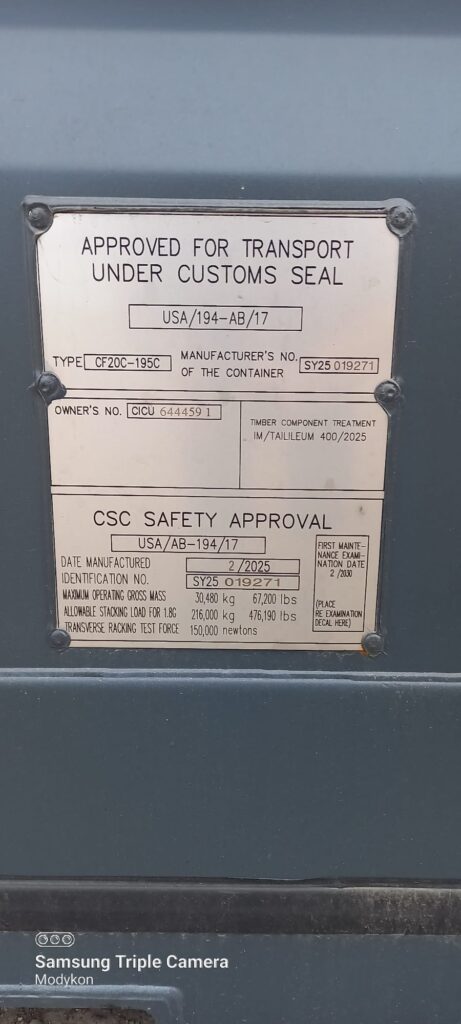 APPROVED FOR TRANSPORT
UNDER CUSTOMS SEAL
USA/194-AB/17
TYPE CF20C-195C
MANUFACTURER'S NO.
OF THE CONTAINER SY25 019271
OWNER'S NO. CICU 644459 1
TIMBER COMPONENT TREATMENT
IM/TAILILEUM 400/2025
CSC SAFETY APPROVAL
USA/AB-194/17
DATE MANUFACTURED 2/2025
IDENTIFICATION NO. SY25 019271
MAXIMUM OPERATING GROSS MASS 30,480 kg 67,200 lbs
ALLOWABLE STACKING LOAD FOR 1.8G 216,000 kg 476,190 lbs
TRANSVERSE RACKING TEST FORCE 150,000 newtons
FIRST MAINTE-
NANCE EXAMI-
NATION DATE
2 /2030
(PLACE
RE EXAMINATION
DECAL HERE)
Samsung Triple Camera
Modykon